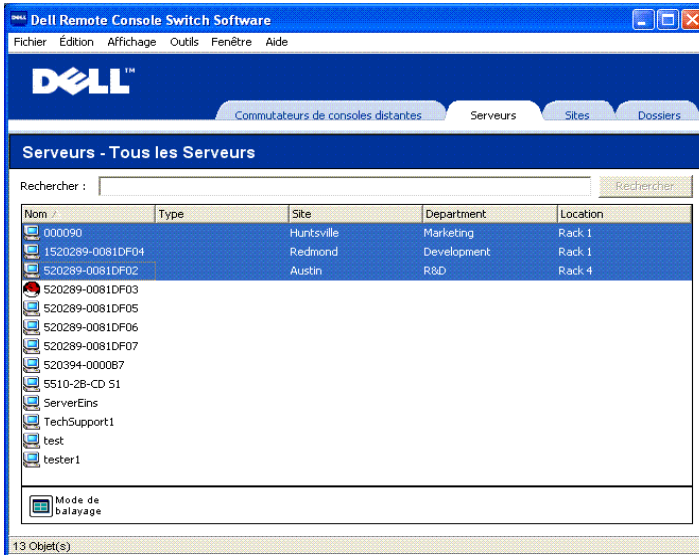 Dell Remote Console Switch Software
Fichier Édition Affichage Outils Fenêtre Aide
DELL™
Commutateurs de consoles distantes Serveurs Sites Dossiers
Serveurs - Tous les Serveurs
Rechercher : Rechercher
Nom Type Site Department Location
000090 Huntsville Marketing Rack 1
1520289-0081DF04 Redmond Development Rack 1
520289-0081DF02 Austin R&D Rack 4
520289-0081DF03
520289-0081DF05
520289-0081DF06
520289-0081DF07
520394-0000B7
5510-2B-CD S1
ServerEins
TechSupport1
test
tester1
Mode de
balayage
13 Objet(s)